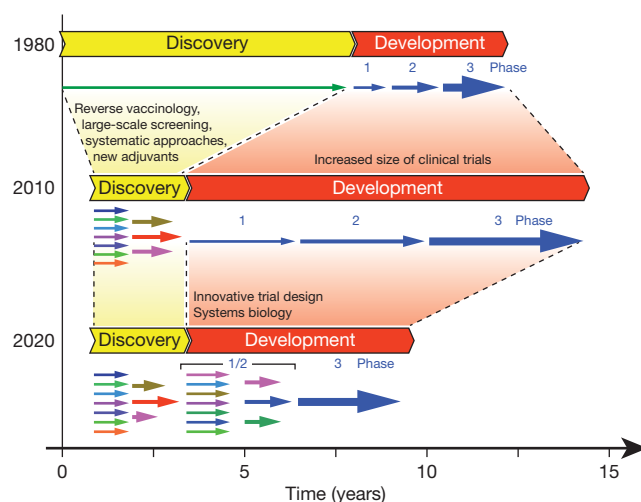 1980
Discovery
Development
1 2 3 Phase
Reverse vaccinology,
large-scale screening,
systematic approaches,
new adjuvants
Increased size of clinical trials
2010
Discovery
Development
1 2 3 Phase
Innovative trial design
Systems biology
2020
Discovery
Development
1/2 3 Phase
0 5 10 15
Time (years)